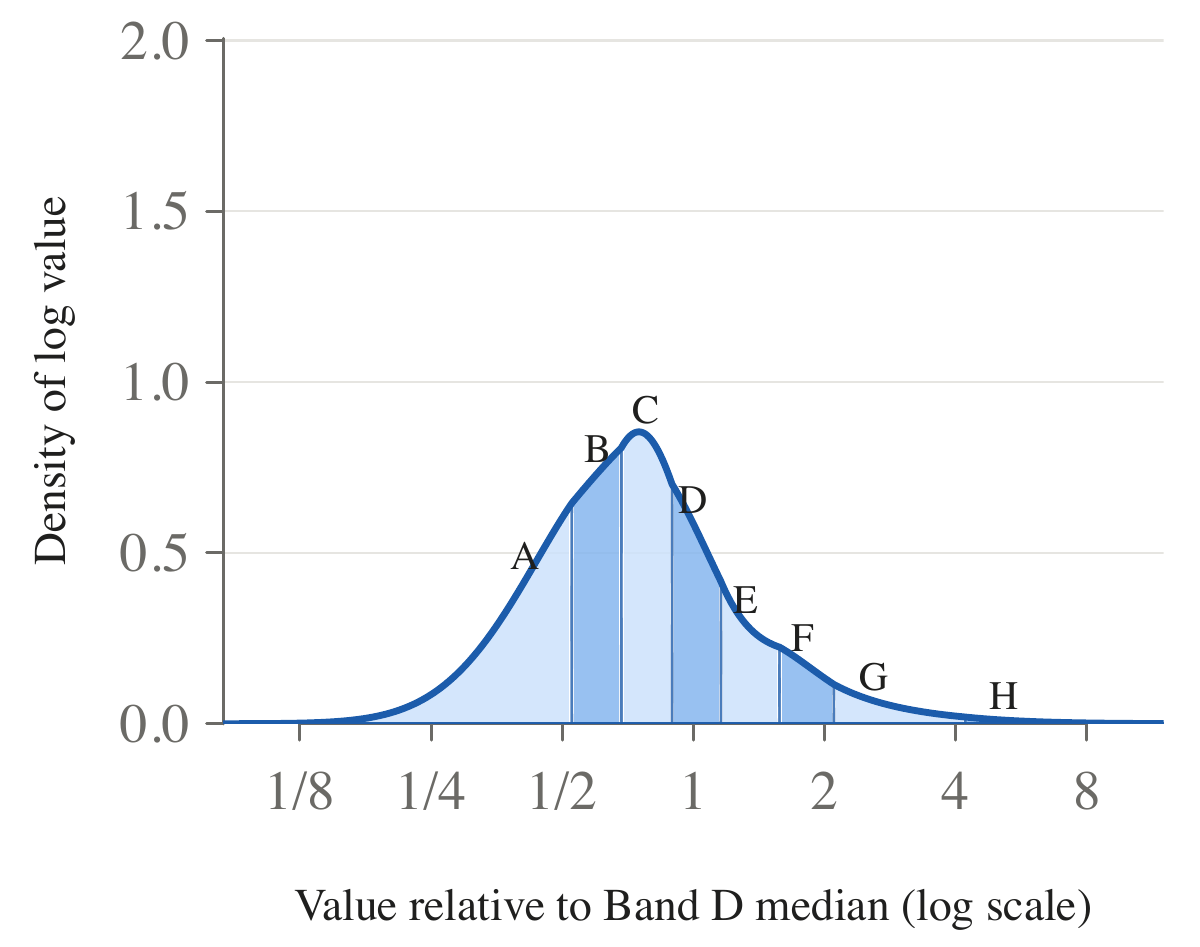 2.0
1.5
1.0
0.5
0.0
Density of log value
A
B
C
D
E
F
G
H
1/8 1/4 1/2 1 2 4 8
Value relative to Band D median (log scale)